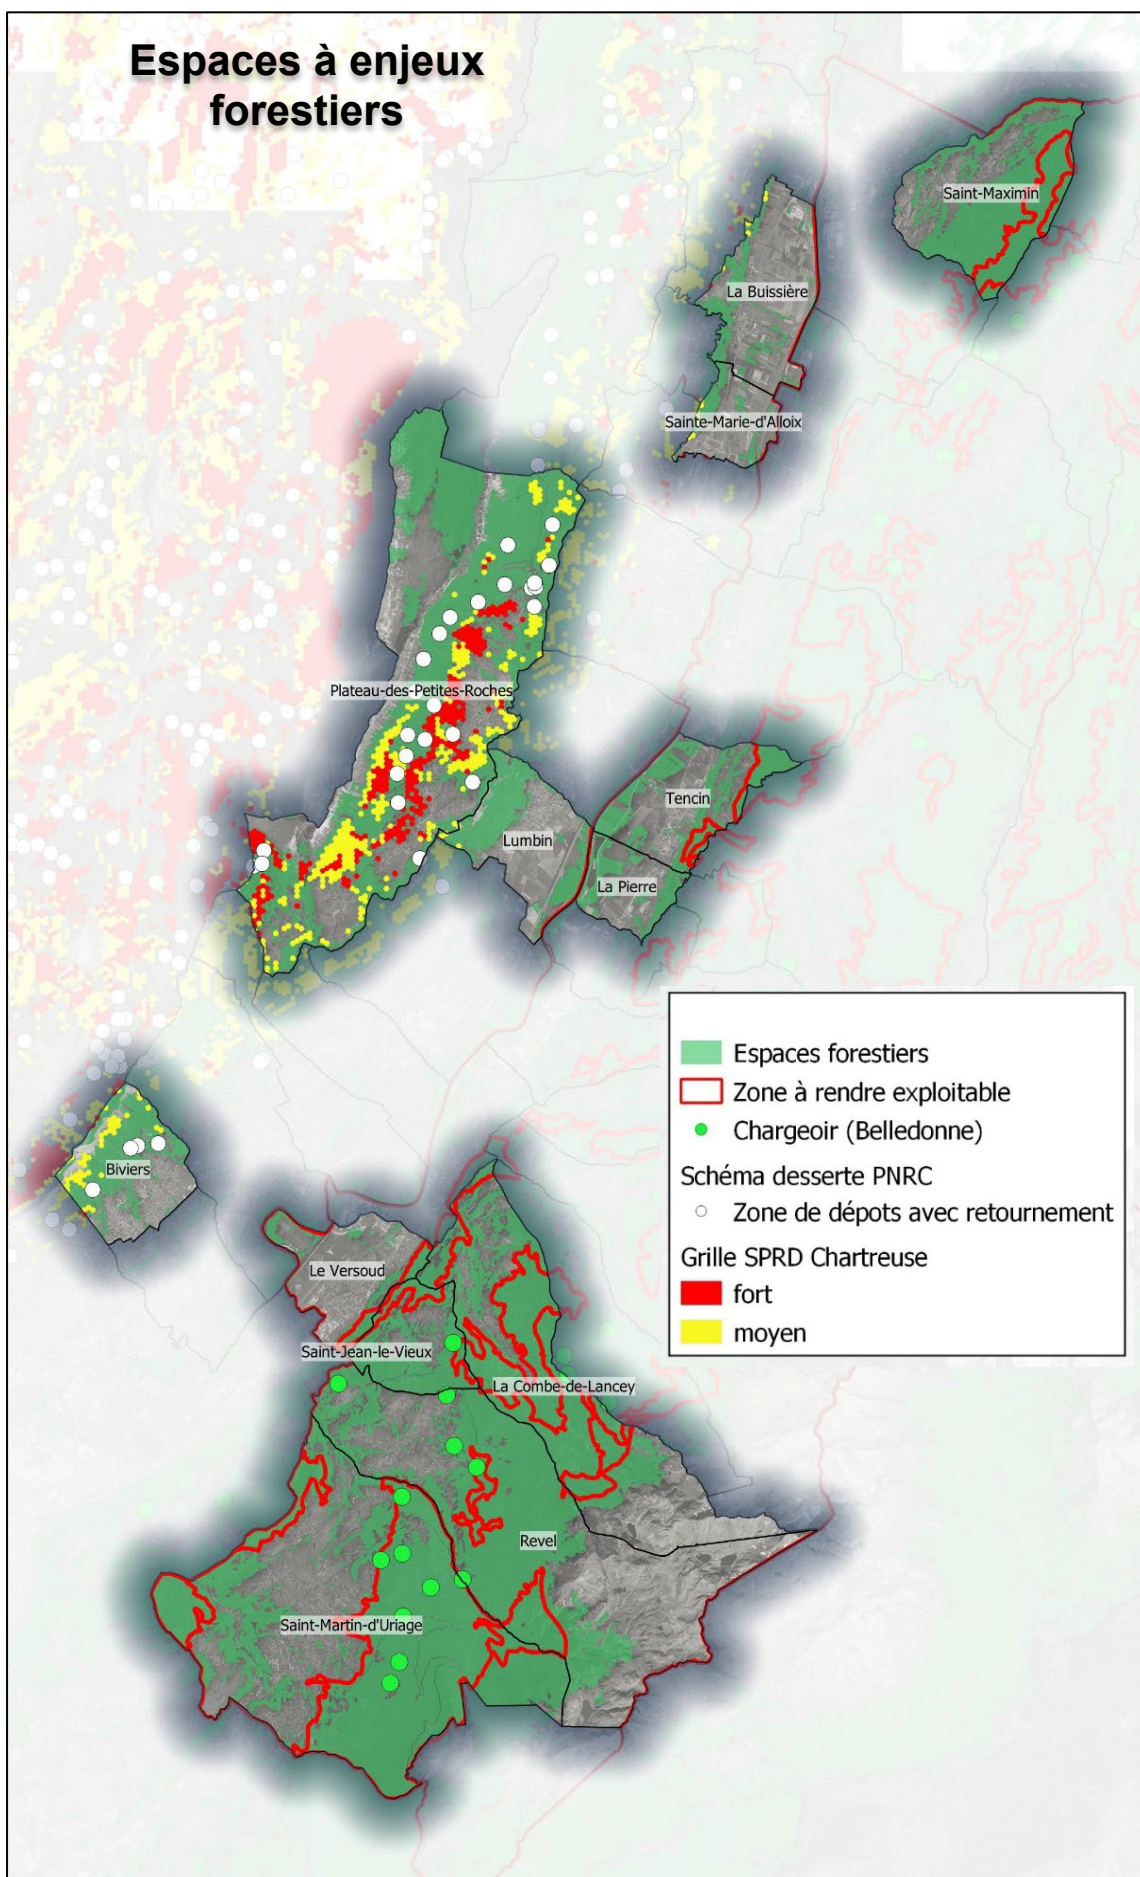 Espaces à enjeux
forestiers
Saint-Maximin
La Buissière
Sainte-Marie-d'Alloix
Plateau-des-Petites-Roches
Tencin
Lumbin
La Pierre
Espaces forestiers
Zone à rendre exploitable
Chargeoir (Belledonne)
Schéma desserte PNRC
Zone de dépots avec retournement
Grille SPRD Chartreuse
fort
moyen
Biviers
Le Versoud
Saint-Jean-le-Vieux
La Combe-de-Lancey
Revel
Saint-Martin-d'Uriage